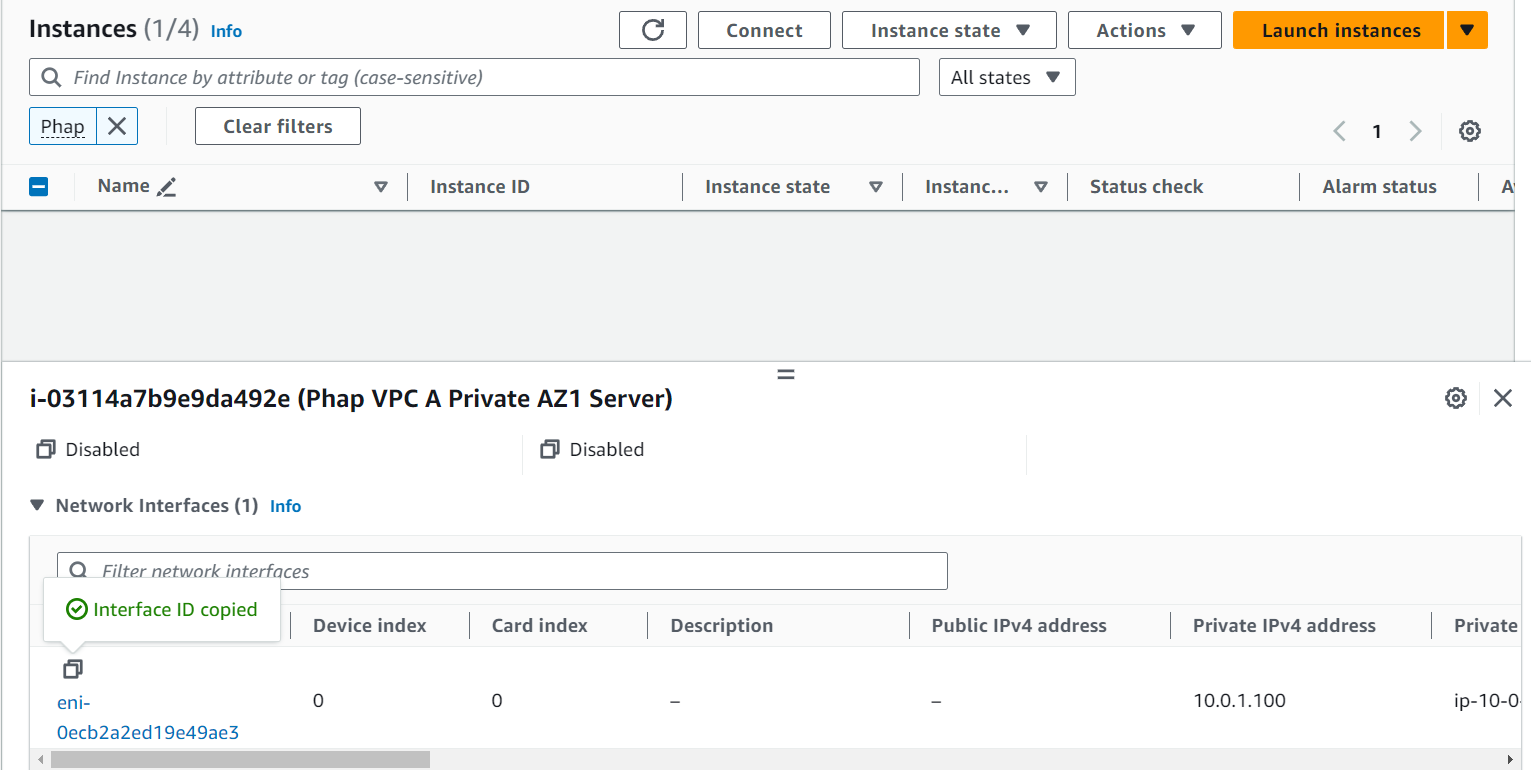 Instances (1/4) Info
Connect
Instance state
Actions
Launch instances
Find Instance by attribute or tag (case-sensitive)
All states
Phap
Clear filters
1
Name Instance ID Instance state Instanc... Status check Alarm status
i-03114a7b9e9da492e (Phap VPC A Private AZ1 Server)
Disabled Disabled
Network Interfaces (1) Info
Filter network interfaces
Interface ID copied
Device index Card index Description Public IPv4 address Private IPv4 address Private
eni-
0ecb2a2ed19e49ae3
0 0 – – 10.0.1.100 ip-10-0-